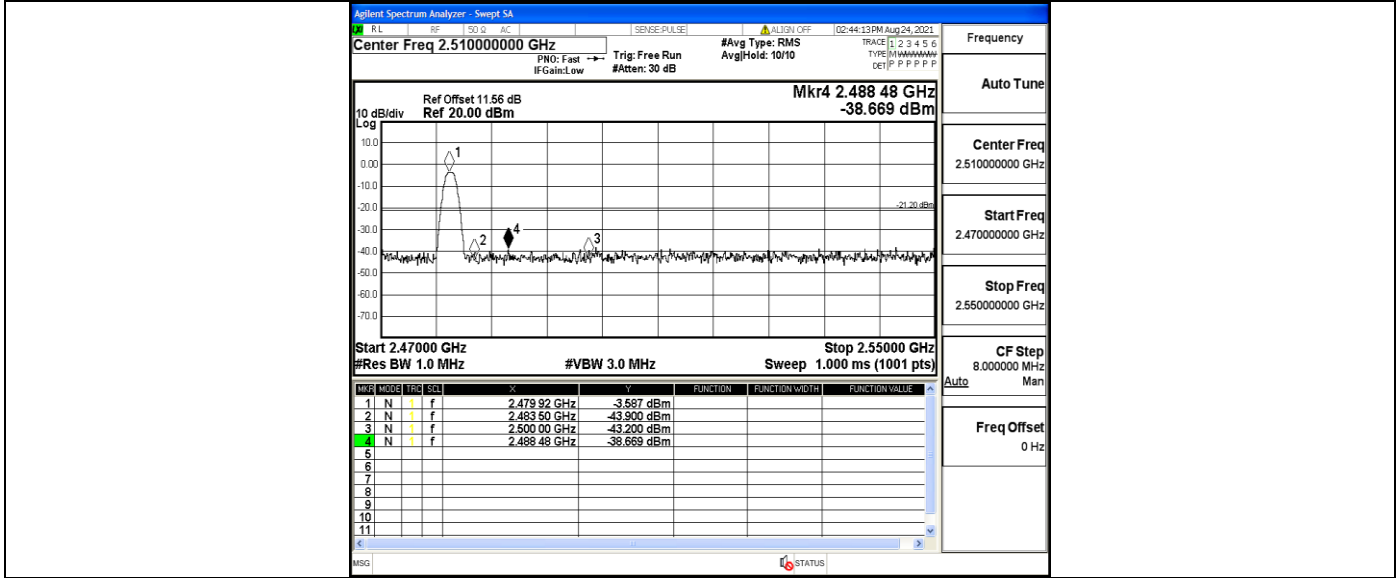 Agilent Spectrum Analyzer - Swept SA
RL RF 50 Ω AC SENSE:PULSE ALIGN OFF 02:44:13 PM Aug 24, 2021
Center Freq 2.510000000 GHz
PNO: Fast
IFGain:Low
Trig: Free Run
#Atten: 30 dB
#Avg Type: RMS
Avg|Hold: 10/10
TRACE 1 2 3 4 5 6
TYPE MWWWWW
DET P P P P P P
Ref Offset 11.56 dB
10 dB/div Ref 20.00 dBm
Log
Mkr4 2.488 48 GHz
-38.669 dBm
10.0
0.00
-10.0
-20.0
-30.0
-40.0
-50.0
-60.0
-70.0
1
2
4
3
-21.20 dBm
Start 2.47000 GHz Stop 2.55000 GHz
#Res BW 1.0 MHz #VBW 3.0 MHz Sweep 1.000 ms (1001 pts)
MKR MODE TRC SCL X Y FUNCTION FUNCTION WIDTH FUNCTION VALUE
1 N 1 f 2.479 92 GHz -3.587 dBm
2 N 1 f 2.483 50 GHz -43.900 dBm
3 N 1 f 2.500 00 GHz -43.200 dBm
4 N 1 f 2.488 48 GHz -38.669 dBm
5
6
7
8
9
10
11
MSG STATUS
Frequency
Auto Tune
Center Freq
2.510000000 GHz
Start Freq
2.470000000 GHz
Stop Freq
2.550000000 GHz
CF Step
8.000000 MHz
Auto Man
Freq Offset
0 Hz